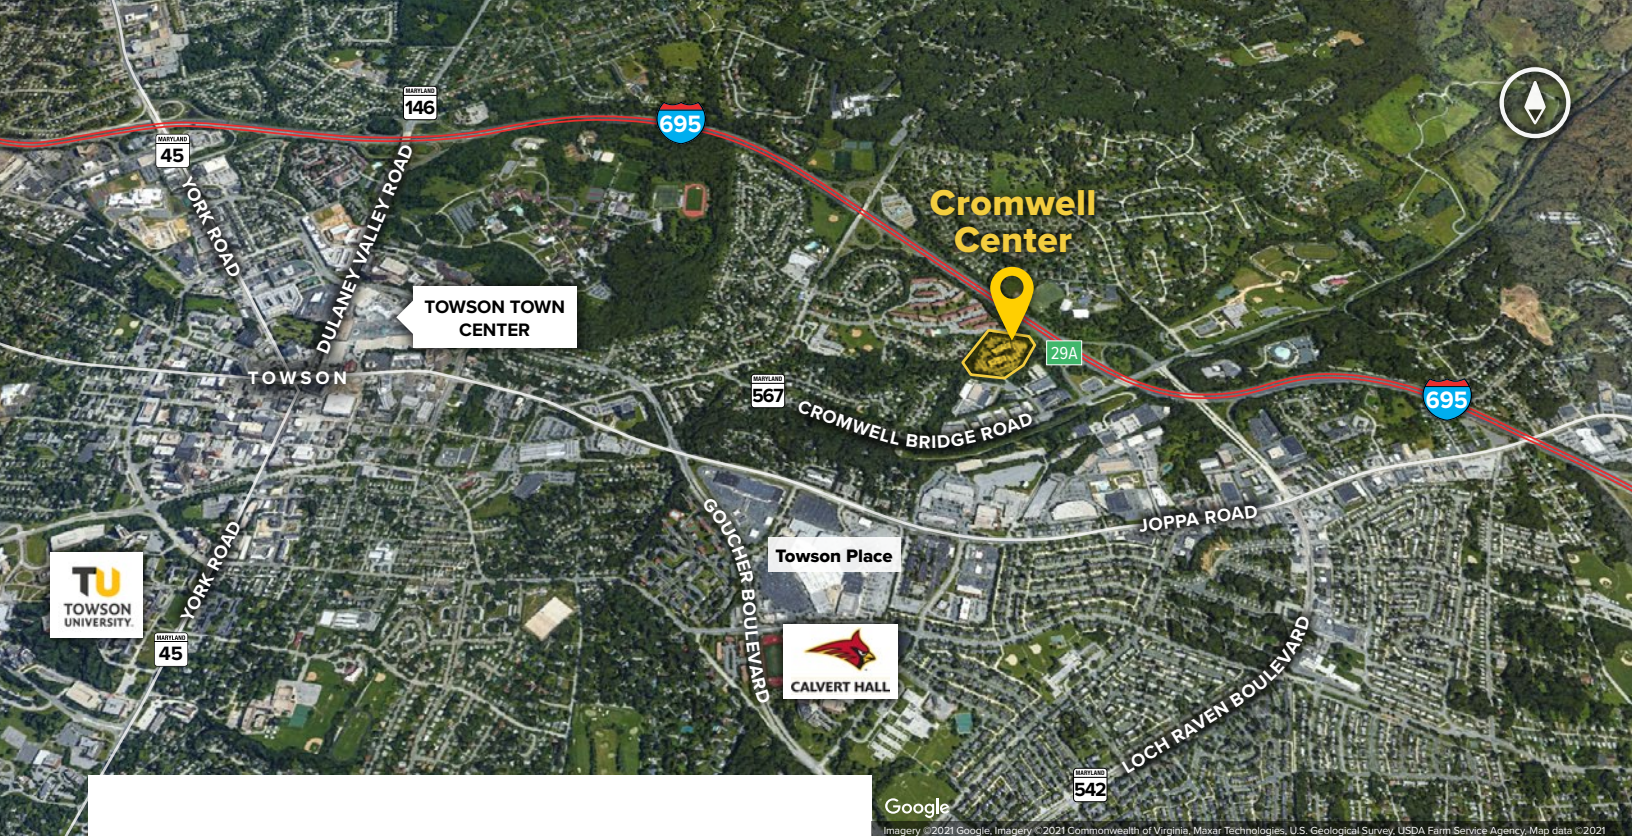 MARYLAND
146
695
MARYLAND
45
YORK ROAD
DULANEY VALLEY ROAD
Cromwell
Center
TOWSON TOWN
CENTER
29A
TOWSON
MARYLAND
567
CROMWELL BRIDGE ROAD
695
GOUCHER BOULEVARD
JOPPA ROAD
Towson Place
YORK ROAD
TU
TOWSON
UNIVERSITY.
MARYLAND
45
CALVERT HALL
LOCH RAVEN BOULEVARD
MARYLAND
542
Google
Imagery ©2021 Google, Imagery ©2021 Commonwealth of Virginia, Maxar Technologies, U.S. Geological Survey, USDA Farm Service Agency, Map data ©2021